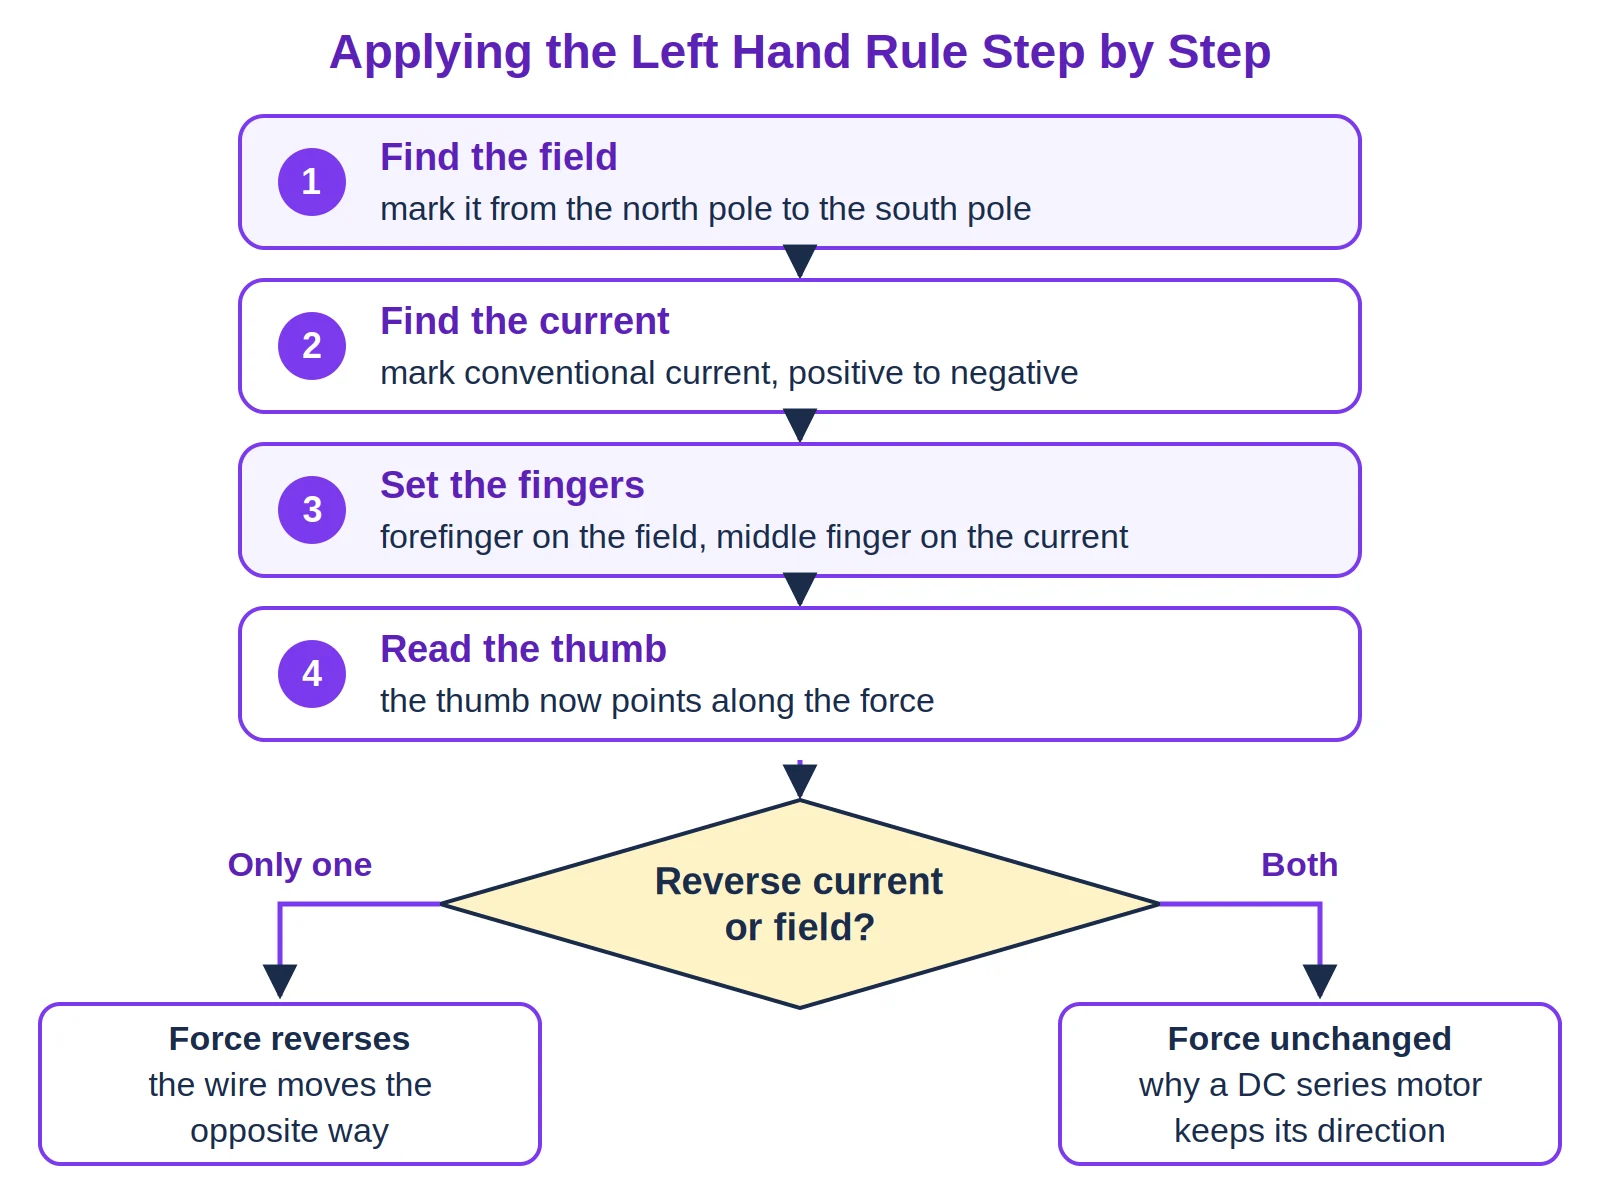 Applying the Left Hand Rule Step by Step
1
Find the field
mark it from the north pole to the south pole
2
Find the current
mark conventional current, positive to negative
3
Set the fingers
forefinger on the field, middle finger on the current
4
Read the thumb
the thumb now points along the force
Reverse current
or field?
Only one
Both
Force reverses
the wire moves the
opposite way
Force unchanged
why a DC series motor
keeps its direction